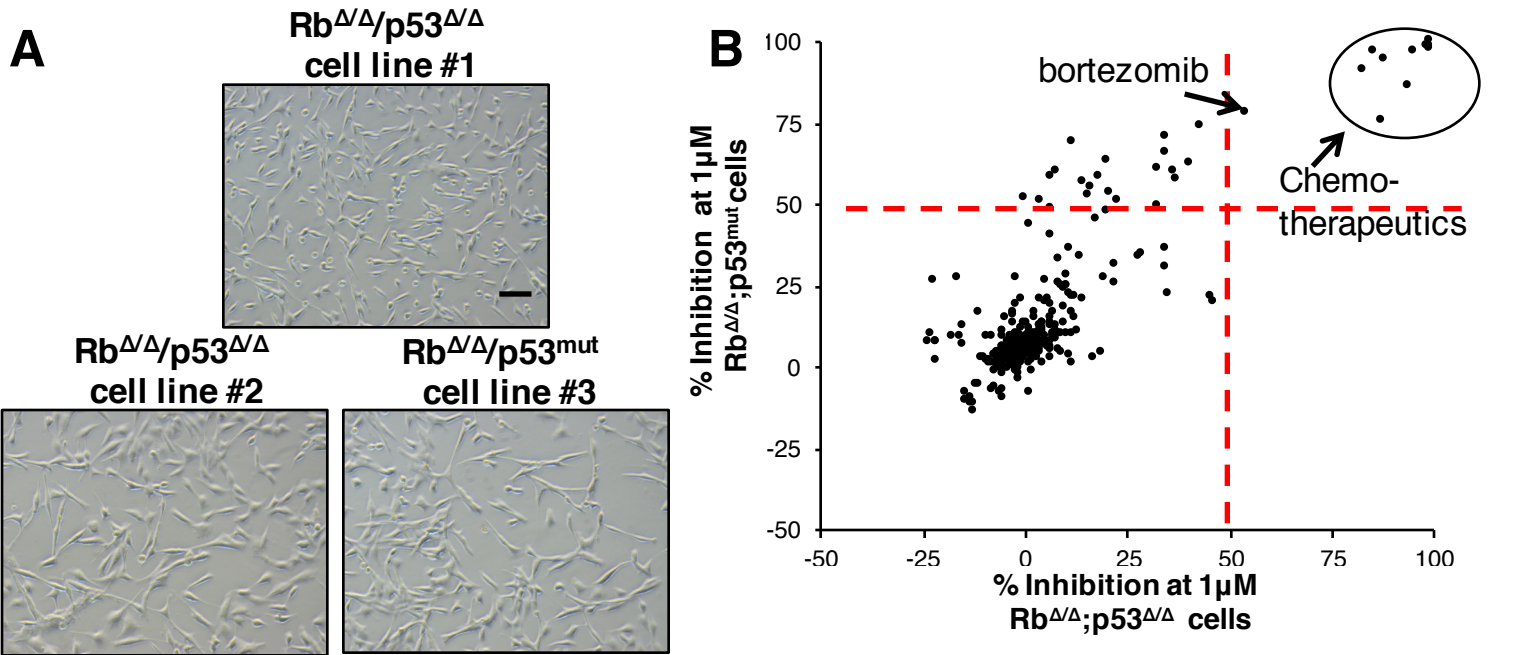 A
Rb^Δ/Δ/p53^Δ/Δ
cell line #1
Rb^Δ/Δ/p53^Δ/Δ
cell line #2
Rb^Δ/Δ/p53^mut
cell line #3
B
% Inhibition at 1µM
Rb^Δ/Δ;p53^mut cells
100
75
50
25
0
-25
-50
bortezomib
Chemo-
therapeutics
-50 -25 0 25 50 75 100
% Inhibition at 1µM
Rb^Δ/Δ;p53^Δ/Δ cells